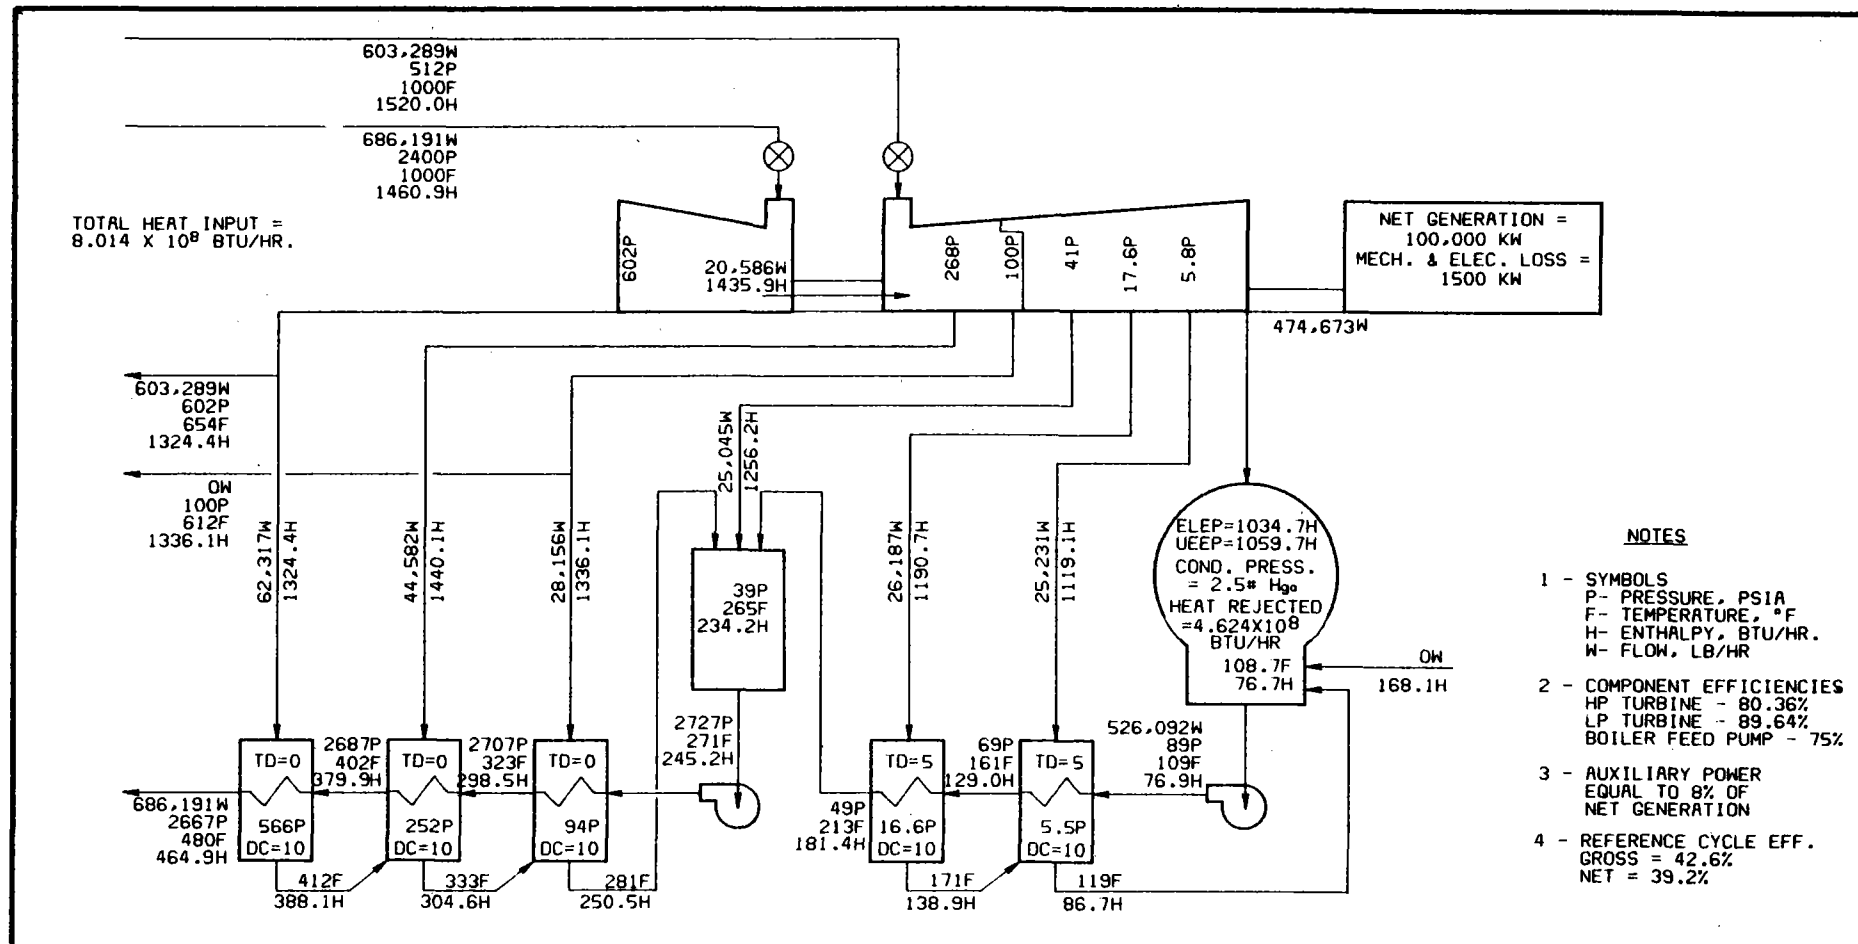 603,289W
512P
1000F
1520.0H
686,191W
2400P
1000F
1460.9H
TOTAL HEAT INPUT =
8.014 X 10⁸ BTU/HR.
602P
20,586W
1435.9H
268P
100P
41P
17.6P
5.8P
NET GENERATION =
100,000 KW
MECH. & ELEC. LOSS =
1500 KW
474,673W
603,289W
602P
654F
1324.4H
0W
100P
612F
1336.1H
62,317W
1324.4H
44,582W
1440.1H
28,156W
1336.1H
25,045W
1256.2H
26,187W
1190.7H
25,231W
1119.1H
39P
265F
234.2H
ELEP=1034.7H
UEEP=1059.7H
COND. PRESS.
= 2.5" Hga
HEAT REJECTED
=4.624X10⁸
BTU/HR
108.7F
76.7H
0W
168.1H
2727P
271F
245.2H
526,092W
89P
109F
76.9H
TD=0
566P
DC=10
2687P
402F
379.9H
TD=0
252P
DC=10
2707P
323F
298.5H
TD=0
94P
DC=10
TD=5
16.6P
DC=10
69P
161F
129.0H
TD=5
5.5P
DC=10
686,191W
2667P
480F
464.9H
49P
213F
181.4H
412F
388.1H
333F
304.6H
281F
250.5H
171F
138.9H
119F
86.7H
NOTES
1 - SYMBOLS
P- PRESSURE, PSIA
F- TEMPERATURE, °F
H- ENTHALPY, BTU/HR.
W- FLOW, LB/HR
2 - COMPONENT EFFICIENCIES
HP TURBINE - 80.36%
LP TURBINE - 89.64%
BOILER FEED PUMP - 75%
3 - AUXILIARY POWER
EQUAL TO 8% OF
NET GENERATION
4 - REFERENCE CYCLE EFF.
GROSS = 42.6%
NET = 39.2%